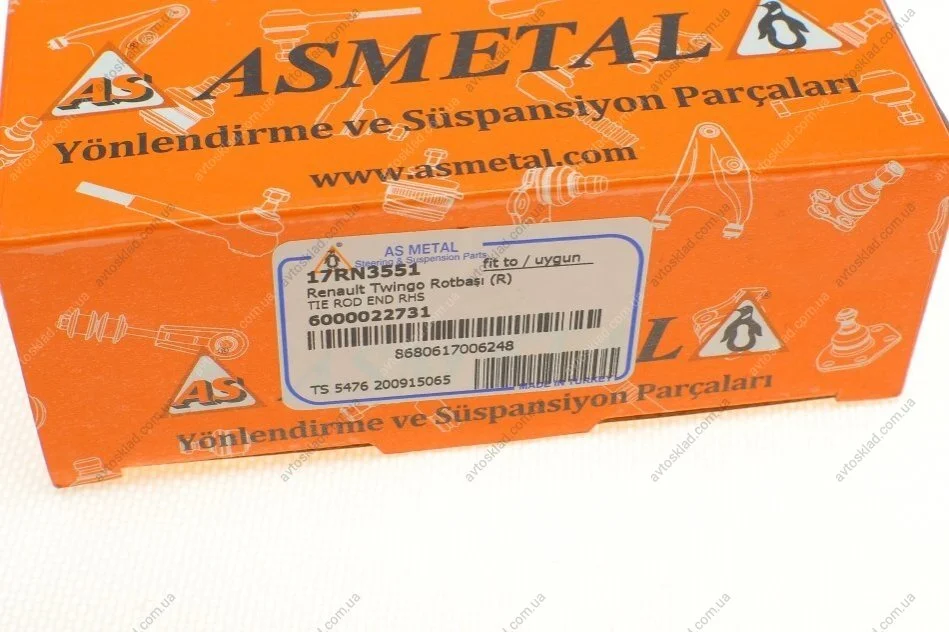 AS ASMETAL
Yönlendirme ve Süspansiyon Parçaları
www.asmetal.com
AS METAL
Steering & Suspension Parts
17RN3551 fit to / uygun
Renault Twingo Rotbaşı (R)
TIE ROD END RHS
6000022731
8680617006248
TS 5476 200915065
MADE IN TURKEY
AS L
Yönlendirme ve Süspansiyon Parçaları
avtosklad.com.ua